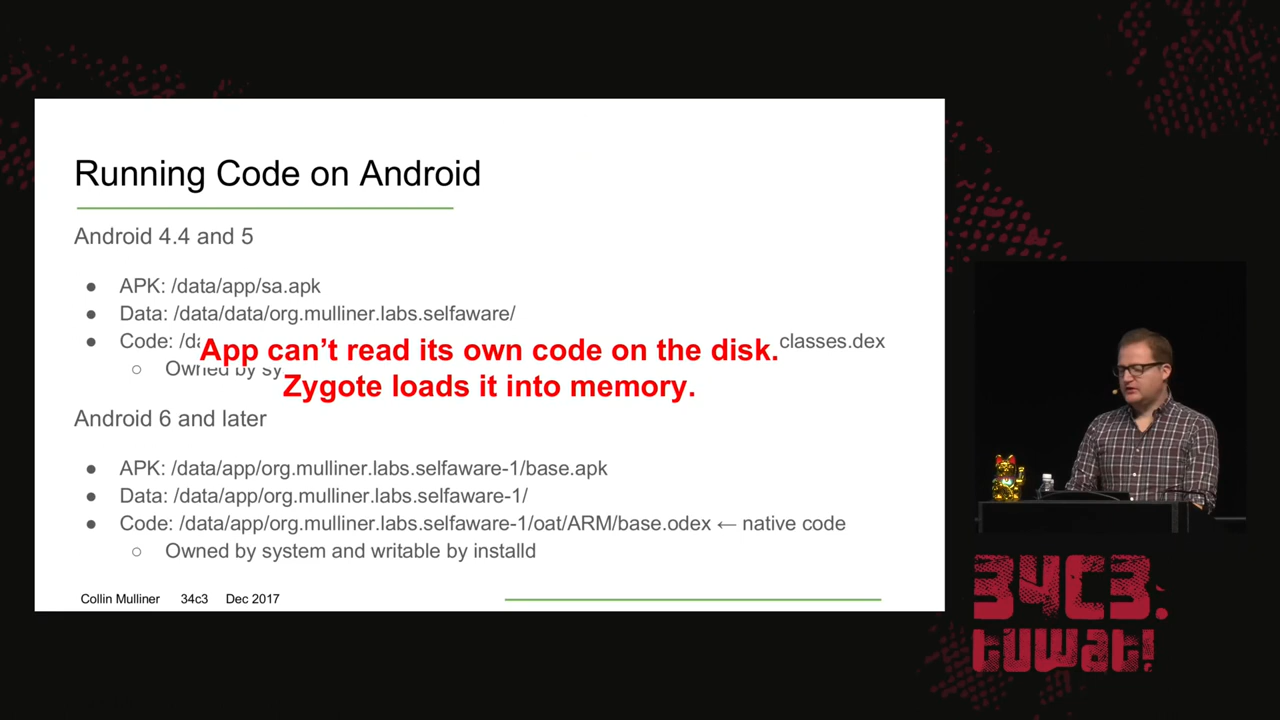 Running Code on Android
Android 4.4 and 5
● APK: /data/app/sa.apk
● Data: /data/data/org.mulliner.labs.selfaware/
● Code: classes.dex
App can’t read its own code on the disk.
○ Owned by
Zygote loads it into memory.
Android 6 and later
● APK: /data/app/org.mulliner.labs.selfaware-1/base.apk
● Data: /data/app/org.mulliner.labs.selfaware-1/
● Code: /data/app/org.mulliner.labs.selfaware-1/oat/ARM/base.odex ← native code
○ Owned by system and writable by installd
Collin Mulliner 34c3 Dec 2017
34C3.
tuwat!